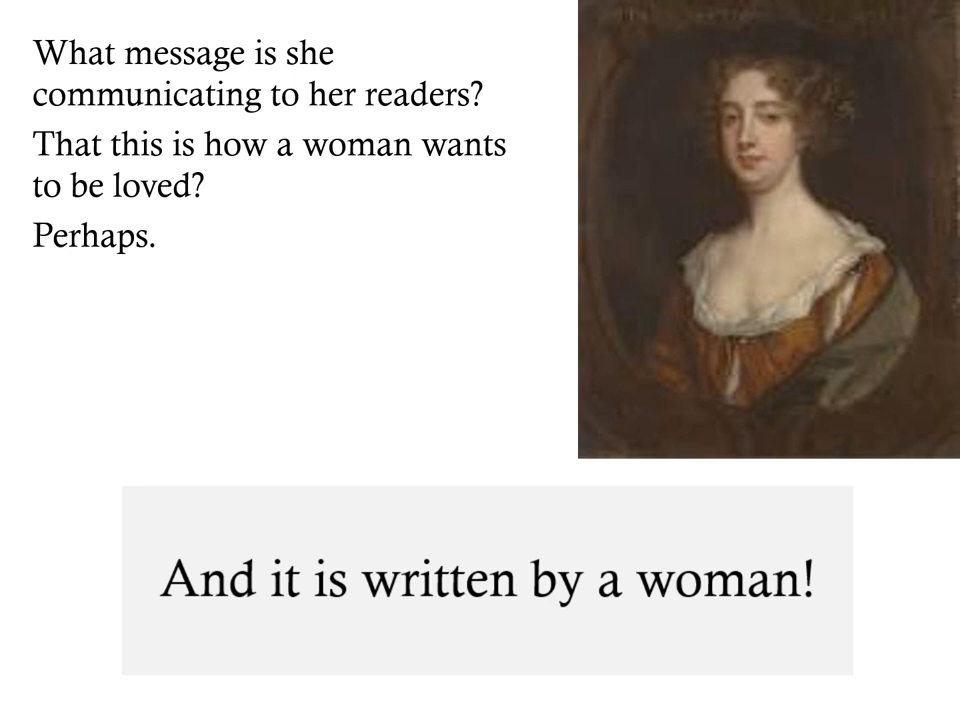 What message is she
communicating to her readers?
That this is how a woman wants
to be loved?
Perhaps.
And it is written by a woman!